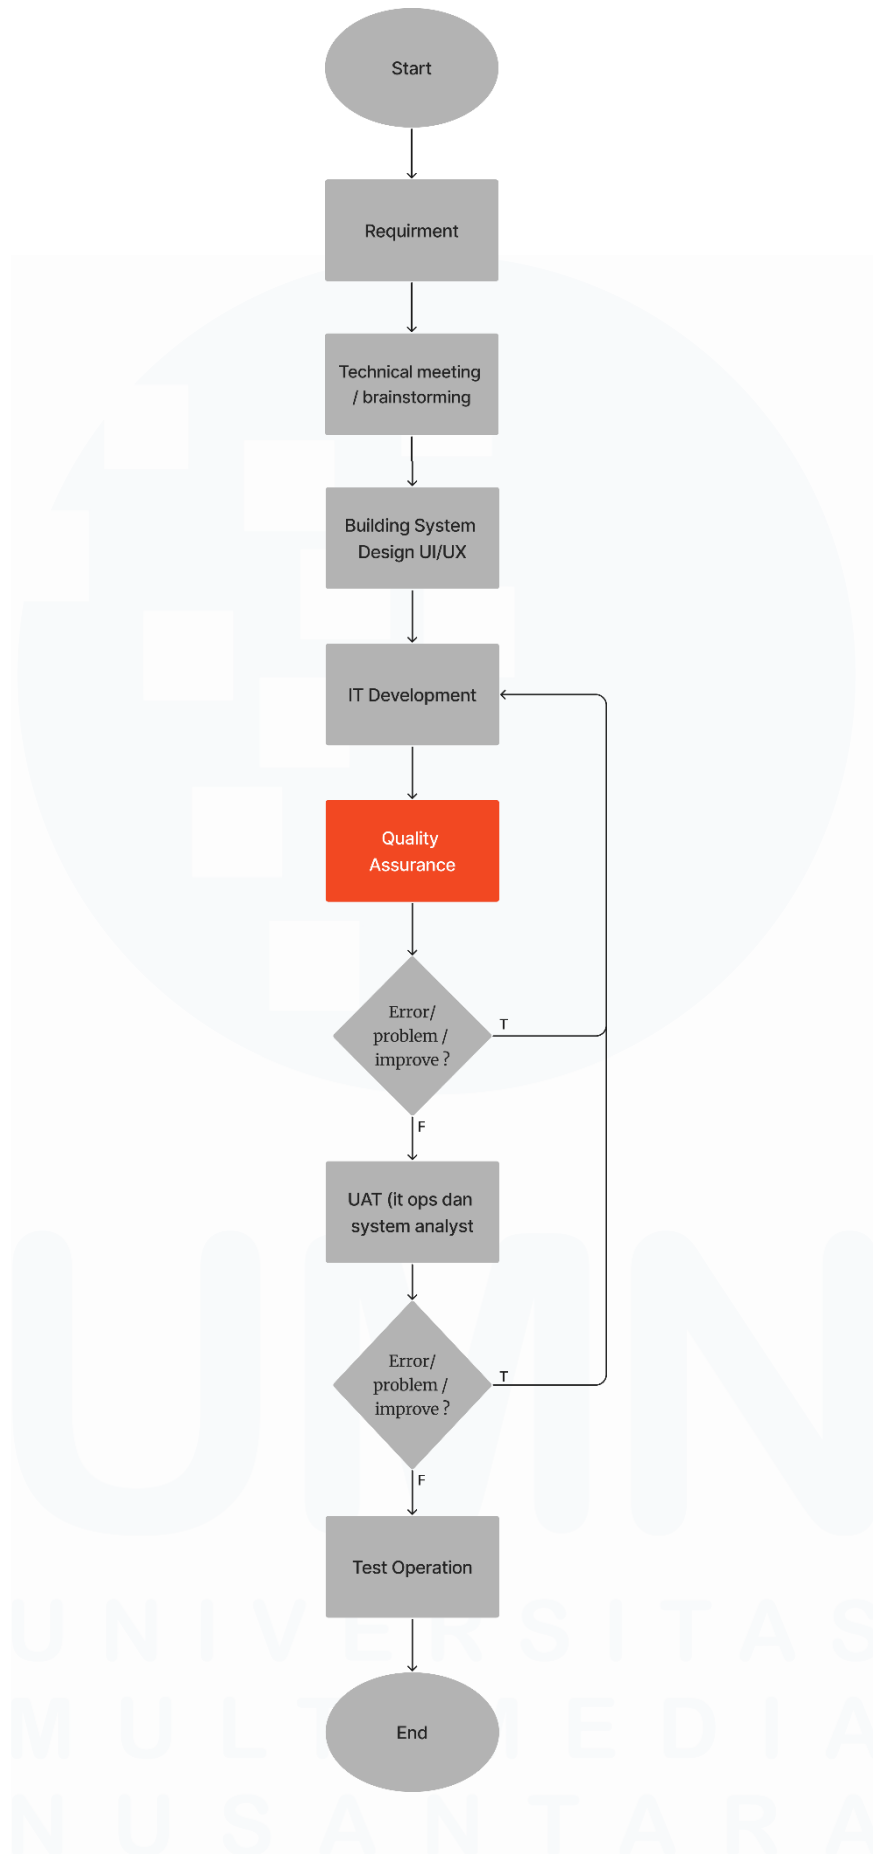 Start
Requirment
Technical meeting
/ brainstorming
Building System
Design UI/UX
IT Development
Quality
Assurance
Error/
problem /
improve ?
T
F
UAT (it ops dan
system analyst
Error/
problem /
improve ?
T
F
Test Operation
End
UMN
UNIVERSITAS
MULTIMEDIA
NUSANTARA